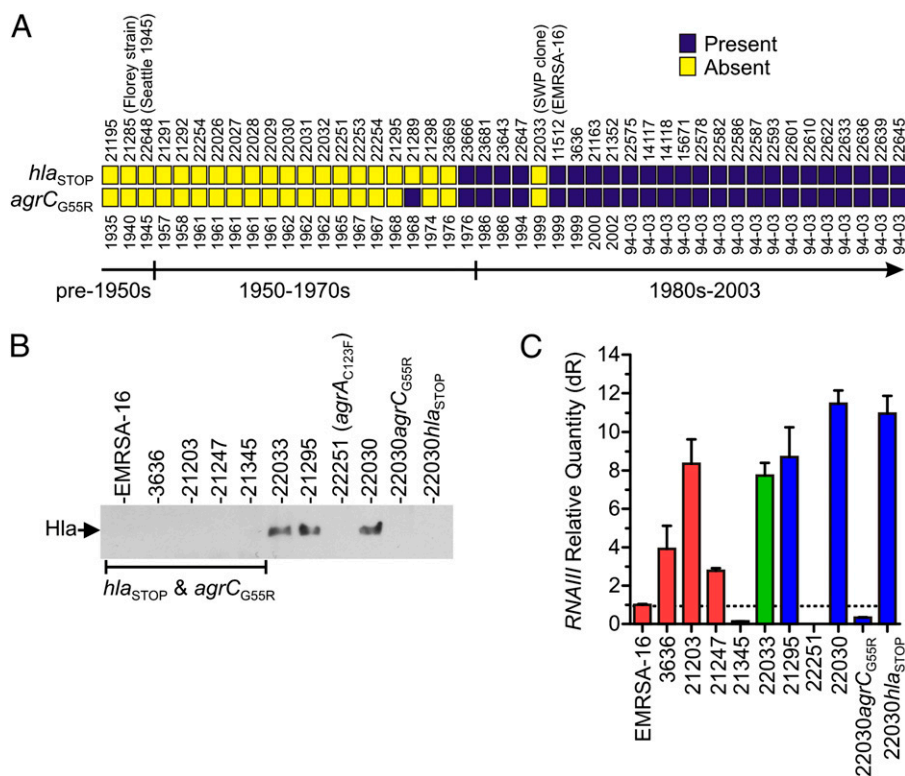 A
Present
Absent
21195 21285 (Florey strain) 22648 (Seattle 1945) 21291 21292 22254 22026 22027 22028 22029 22030 22031 22032 22251 22253 22254 21295 21289 21298 23669 23666 23681 23643 22647 22033 (SWP clone) 11512 (EMRSA-16) 3636 21163 21352 22575 14117 14118 15671 22578 22582 22586 22587 22593 22601 22610 22622 22633 22636 22639 22645
hlaSTOP
agrCG55R
1935 1940 1945 1957 1958 1961 1961 1961 1961 1961 1962 1962 1962 1965 1967 1967 1968 1968 1974 1976 1976 1986 1986 1994 1999 1999 1999 2000 2002 94-03 94-03 94-03 94-03 94-03 94-03 94-03 94-03 94-03 94-03 94-03 94-03 94-03 94-03 94-03 94-03
pre-1950s 1950-1970s 1980s-2003
B
-EMRSA-16 -3636 -21203 -21247 -21345 -22033 -21295 -22251 (agrAC123F) -22030 -22030agrCG55R -22030hlaSTOP
Hla
hlaSTOP & agrCG55R
C
RNAIII Relative Quantity (dR)
14
12
10
8
6
4
2
0
EMRSA-16 3636 21203 21247 21345 22033 21295 22251 22030 22030agrCG55R 22030hlaSTOP